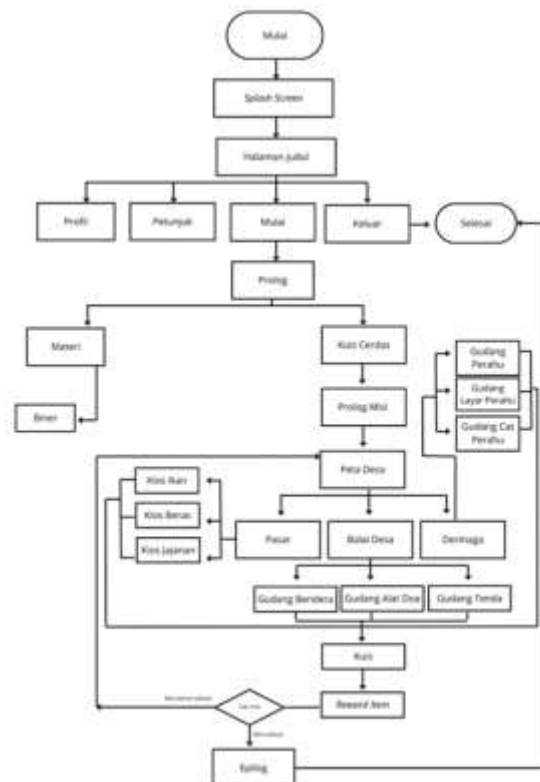 Mulai
Splash Screen
Halaman Judul
Profil
Petunjuk
Mulai
Keluar
Selesai
Prolog
Materi
Kuis Cerdas
Gudang
Perahu
Gudang
Layar Perahu
Gudang Cat
Perahu
Biner
Prolog Misi
Peta Desa
Kios Ikan
Kios Beras
Kios Jajanan
Pasar
Balai Desa
Dermaga
Gudang Bendera
Gudang Alat Doa
Gudang Tenda
Kuis
Reward Item
Epilog